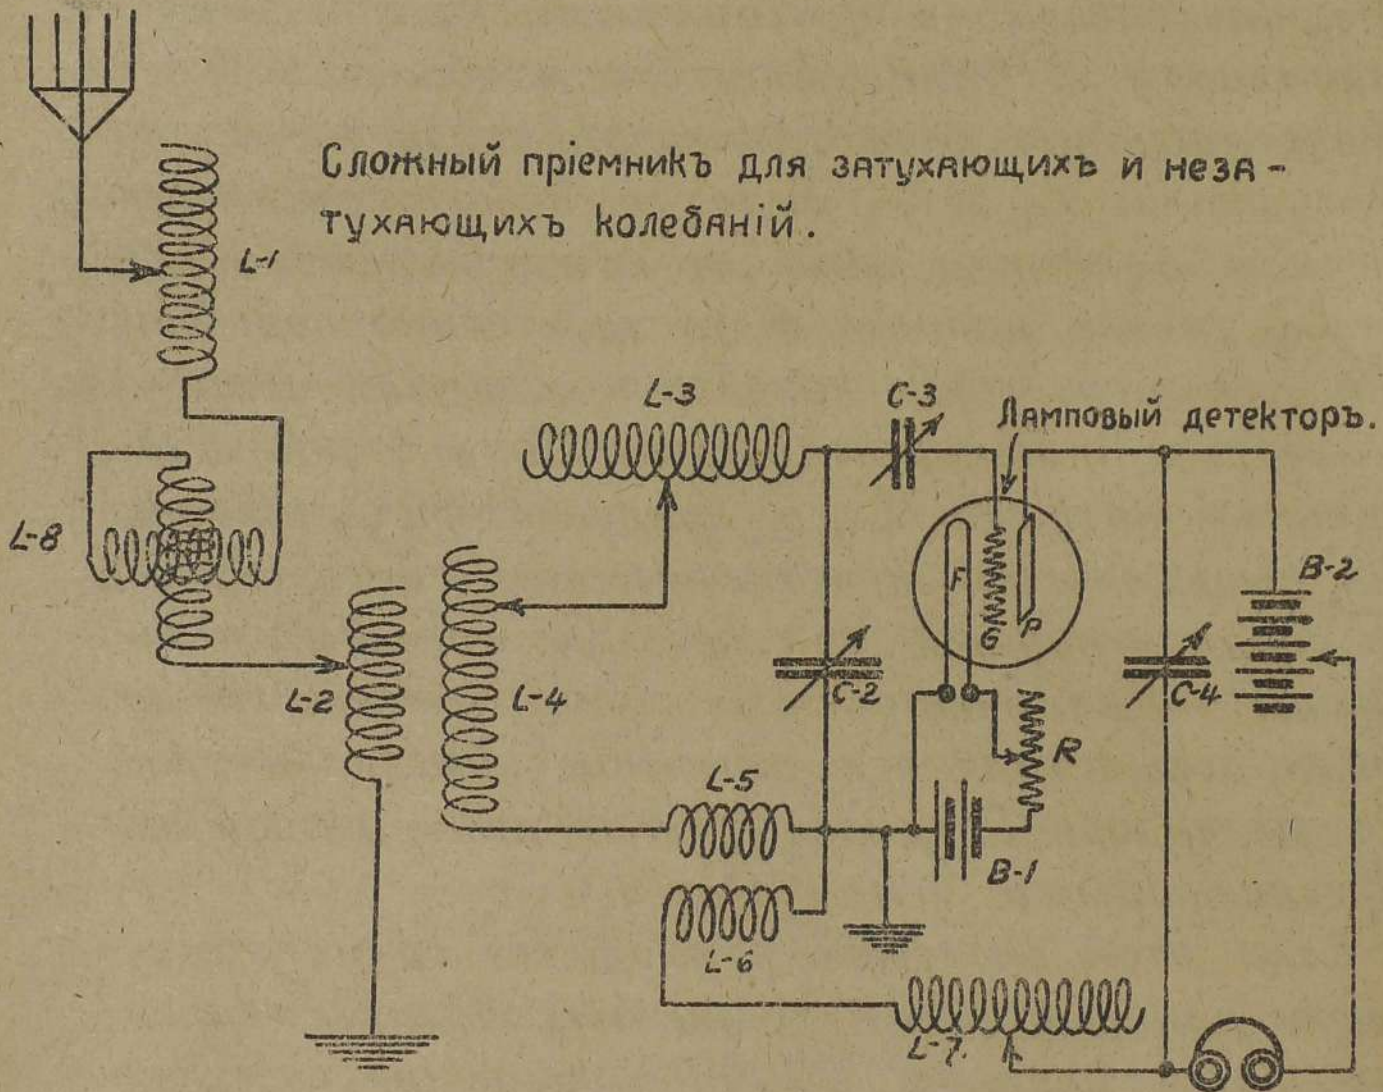 Сложный пріемникъ для затухающихъ и неза-
тухающихъ колебаній.
L-1
L-3
C-3
Ламповый детекторъ.
L-8
F
G
P
B-2
L-2
L-4
C-2
C-4
R
L-5
B-1
L-6
L-7.